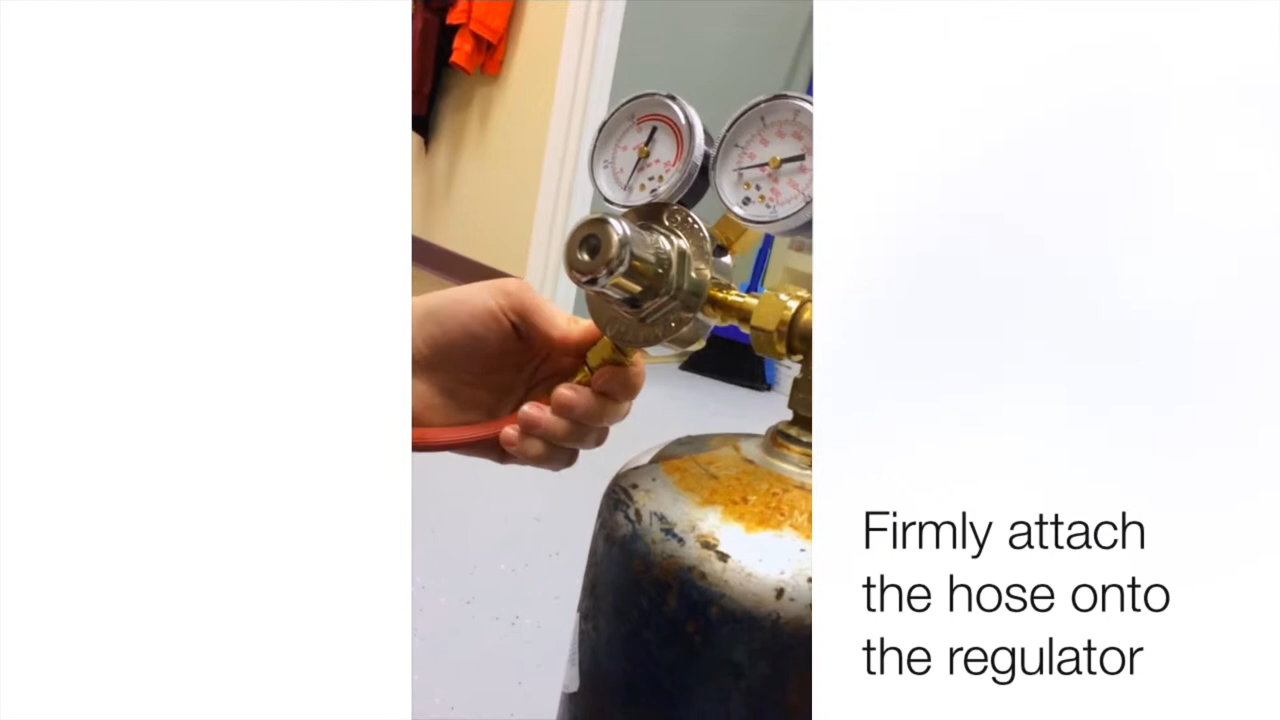 Firmly attach
the hose onto
the regulator